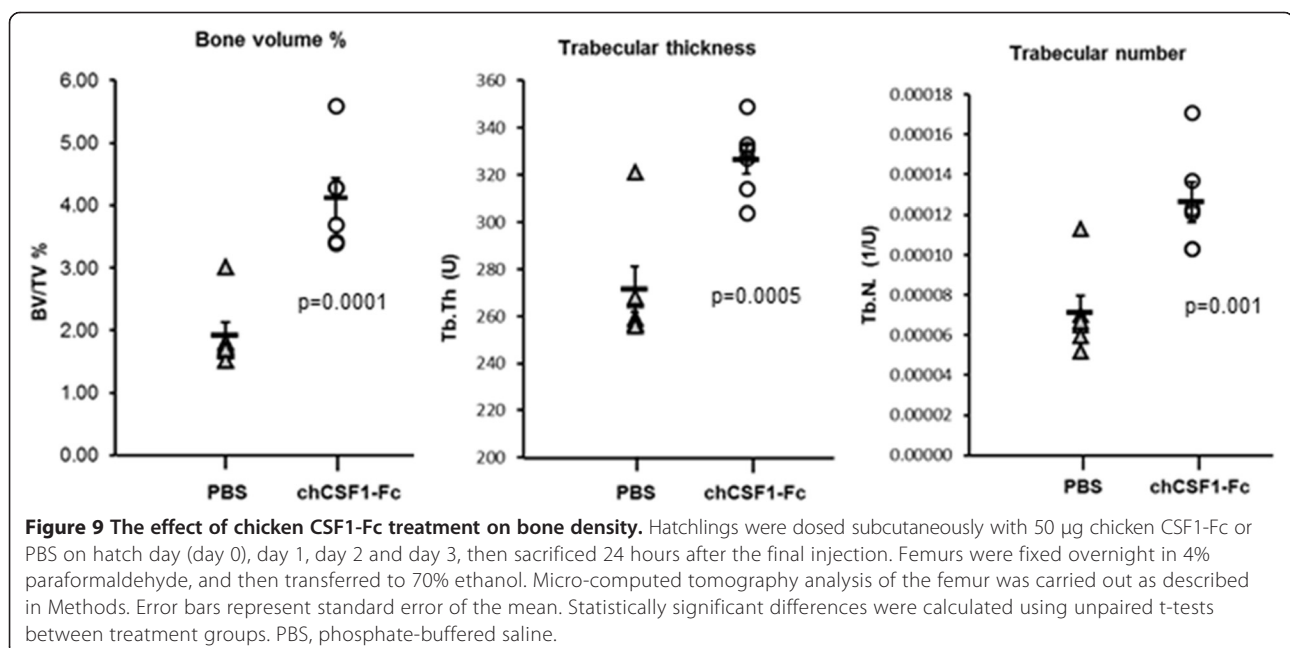 Bone volume %
6.00
5.00
4.00
3.00
2.00
1.00
0.00
BV/TV %
p=0.0001
PBS chCSF1-Fc
Trabecular thickness
360
340
320
300
280
260
240
220
200
Tb.Th (U)
p=0.0005
PBS chCSF1-Fc
Trabecular number
0.00018
0.00016
0.00014
0.00012
0.00010
0.00008
0.00006
0.00004
0.00002
0.00000
Tb.N. (1/U)
p=0.001
PBS chCSF1-Fc
Figure 9 The effect of chicken CSF1-Fc treatment on bone density. Hatchlings were dosed subcutaneously with 50 μg chicken CSF1-Fc or
PBS on hatch day (day 0), day 1, day 2 and day 3, then sacrificed 24 hours after the final injection. Femurs were fixed overnight in 4%
paraformaldehyde, and then transferred to 70% ethanol. Micro-computed tomography analysis of the femur was carried out as described
in Methods. Error bars represent standard error of the mean. Statistically significant differences were calculated using unpaired t-tests
between treatment groups. PBS, phosphate-buffered saline.